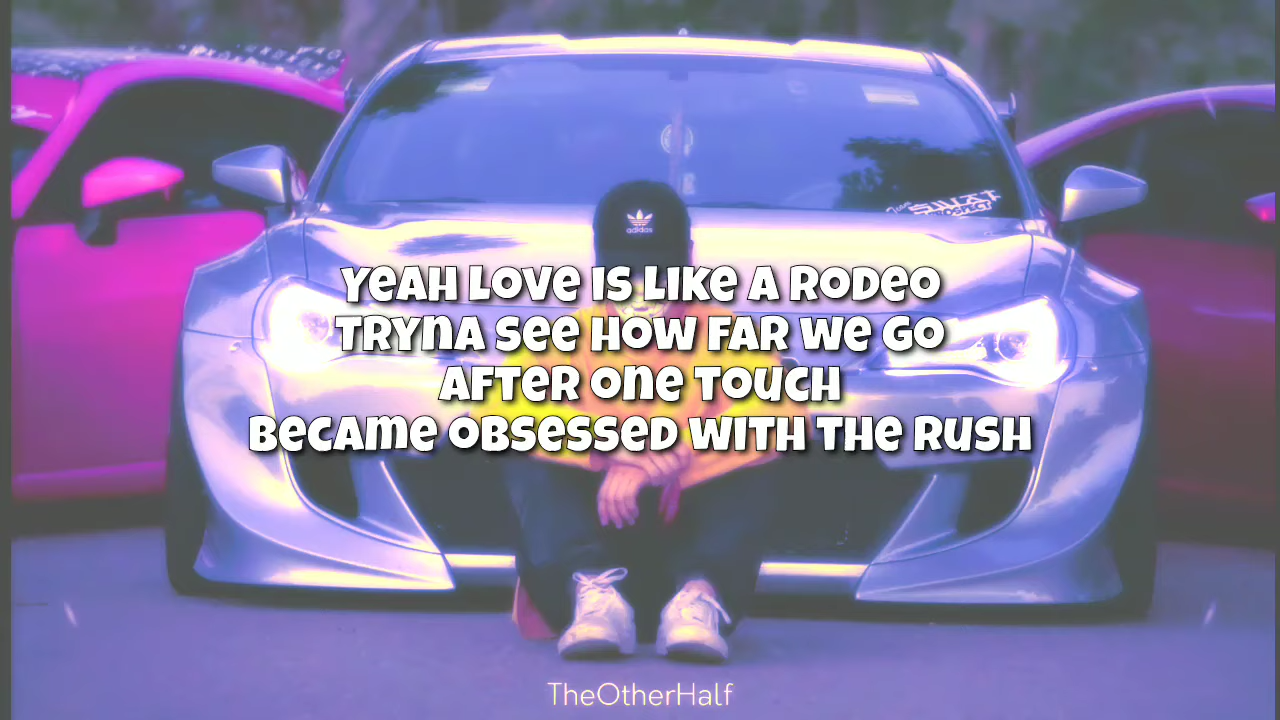 adidas
YEAH LOVE IS LIKE A RODEO
TRYNA SEE HOW FAR WE GO
AFTER ONE TOUCH
BECAME OBSESSED WITH THE RUSH
TheOtherHalf